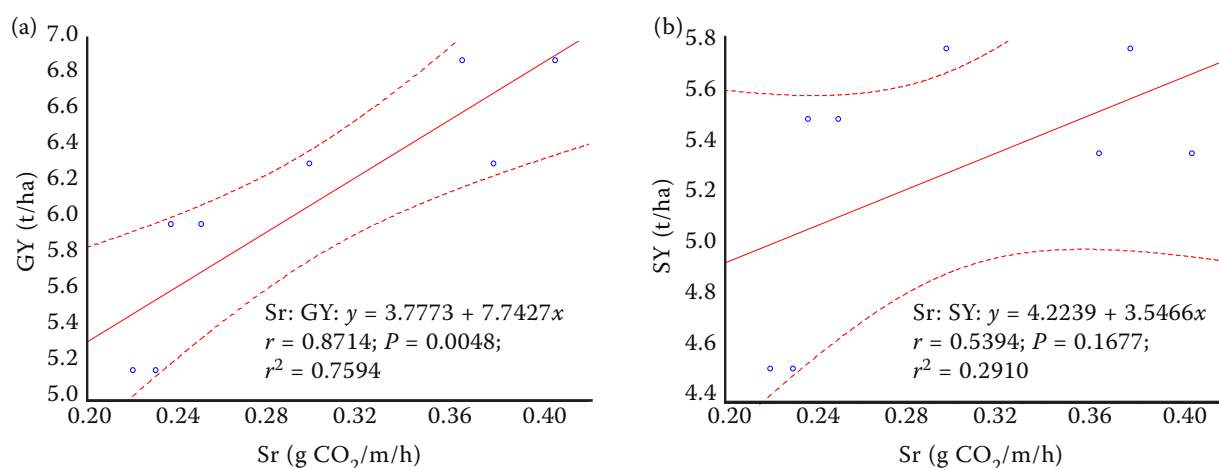 (a)
7.0
6.8
6.6
6.4
6.2
6.0
5.8
5.6
5.4
5.2
5.0
GY (t/ha)
0.20
0.24
0.28
0.32
0.36
0.40
Sr (g CO₂/m/h)
Sr: GY: y = 3.7773 + 7.7427x
r = 0.8714; P = 0.0048;
r² = 0.7594
(b)
5.8
5.6
5.4
5.2
5.0
4.8
4.6
4.4
SY (t/ha)
0.20
0.24
0.28
0.32
0.36
0.40
Sr (g CO₂/m/h)
Sr: SY: y = 4.2239 + 3.5466x
r = 0.5394; P = 0.1677;
r² = 0.2910